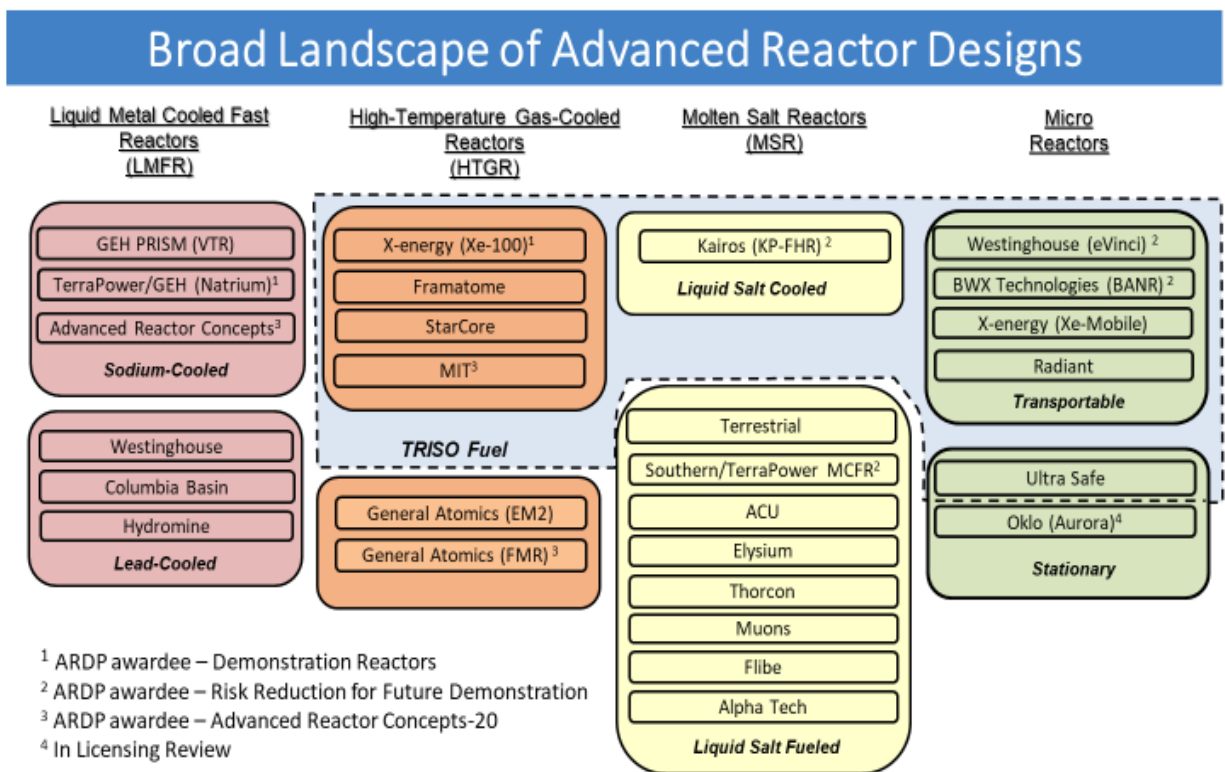 Broad Landscape of Advanced Reactor Designs
Liquid Metal Cooled Fast
Reactors
(LMFR)
GEH PRISM (VTR)
TerraPower/GEH (Natrium)¹
Advanced Reactor Concepts³
Sodium-Cooled
Westinghouse
Columbia Basin
Hydromine
Lead-Cooled
High-Temperature Gas-Cooled
Reactors
(HTGR)
X-energy (Xe-100)¹
Framatome
StarCore
MIT³
TRISO Fuel
General Atomics (EM2)
General Atomics (FMR) ³
Molten Salt Reactors
(MSR)
Kairos (KP-FHR) ²
Liquid Salt Cooled
Terrestrial
Southern/TerraPower MCFR²
ACU
Elysium
Thorcon
Muons
Flibe
Alpha Tech
Liquid Salt Fueled
Micro
Reactors
Westinghouse (eVinci) ²
BWX Technologies (BANR) ²
X-energy (Xe-Mobile)
Radiant
Transportable
Ultra Safe
Oklo (Aurora)⁴
Stationary
¹ ARDP awardee – Demonstration Reactors
² ARDP awardee – Risk Reduction for Future Demonstration
³ ARDP awardee – Advanced Reactor Concepts-20
⁴ In Licensing Review